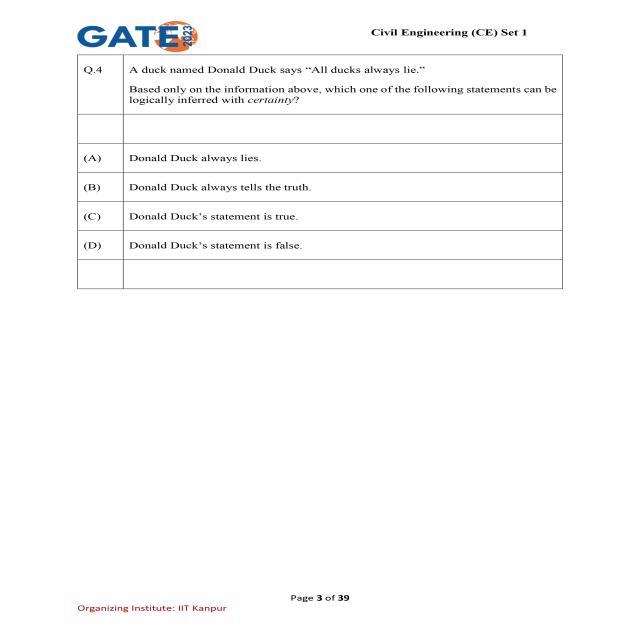 GATE 2023
Civil Engineering (CE) Set 1
Q.4 A duck named Donald Duck says “All ducks always lie.”
Based only on the information above, which one of the following statements can be
logically inferred with certainty?
(A) Donald Duck always lies.
(B) Donald Duck always tells the truth.
(C) Donald Duck’s statement is true.
(D) Donald Duck’s statement is false.
Page 3 of 39
Organizing Institute: IIT Kanpur